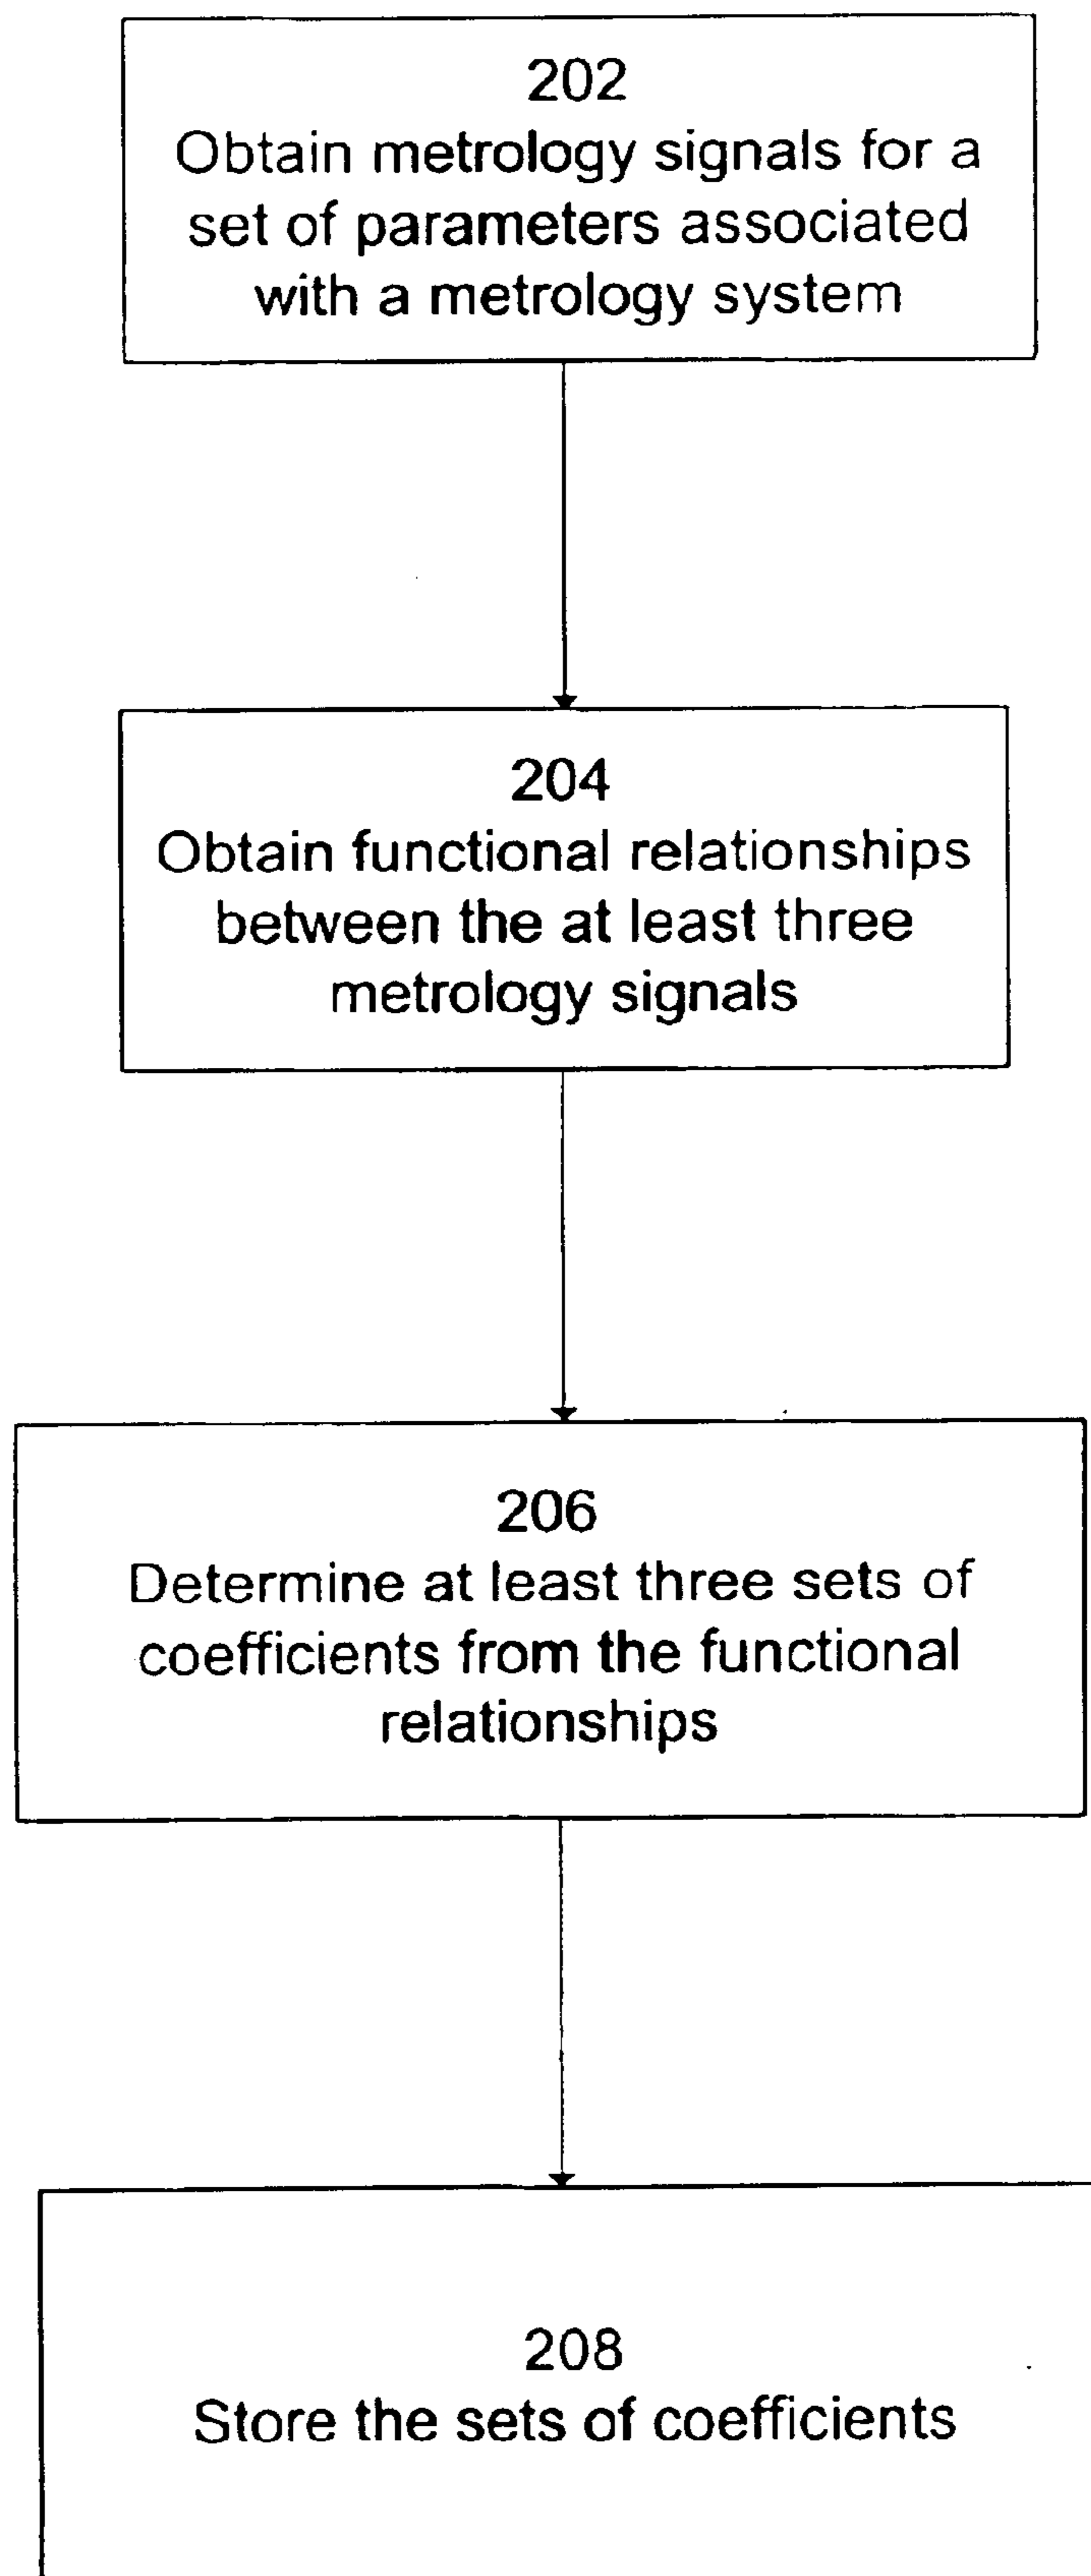 202
Obtain metrology signals for a
set of parameters associated
with a metrology system
204
Obtain functional relationships
between the at least three
metrology signals
206
Determine at least three sets of
coefficients from the functional
relationships
208
Store the sets of coefficients